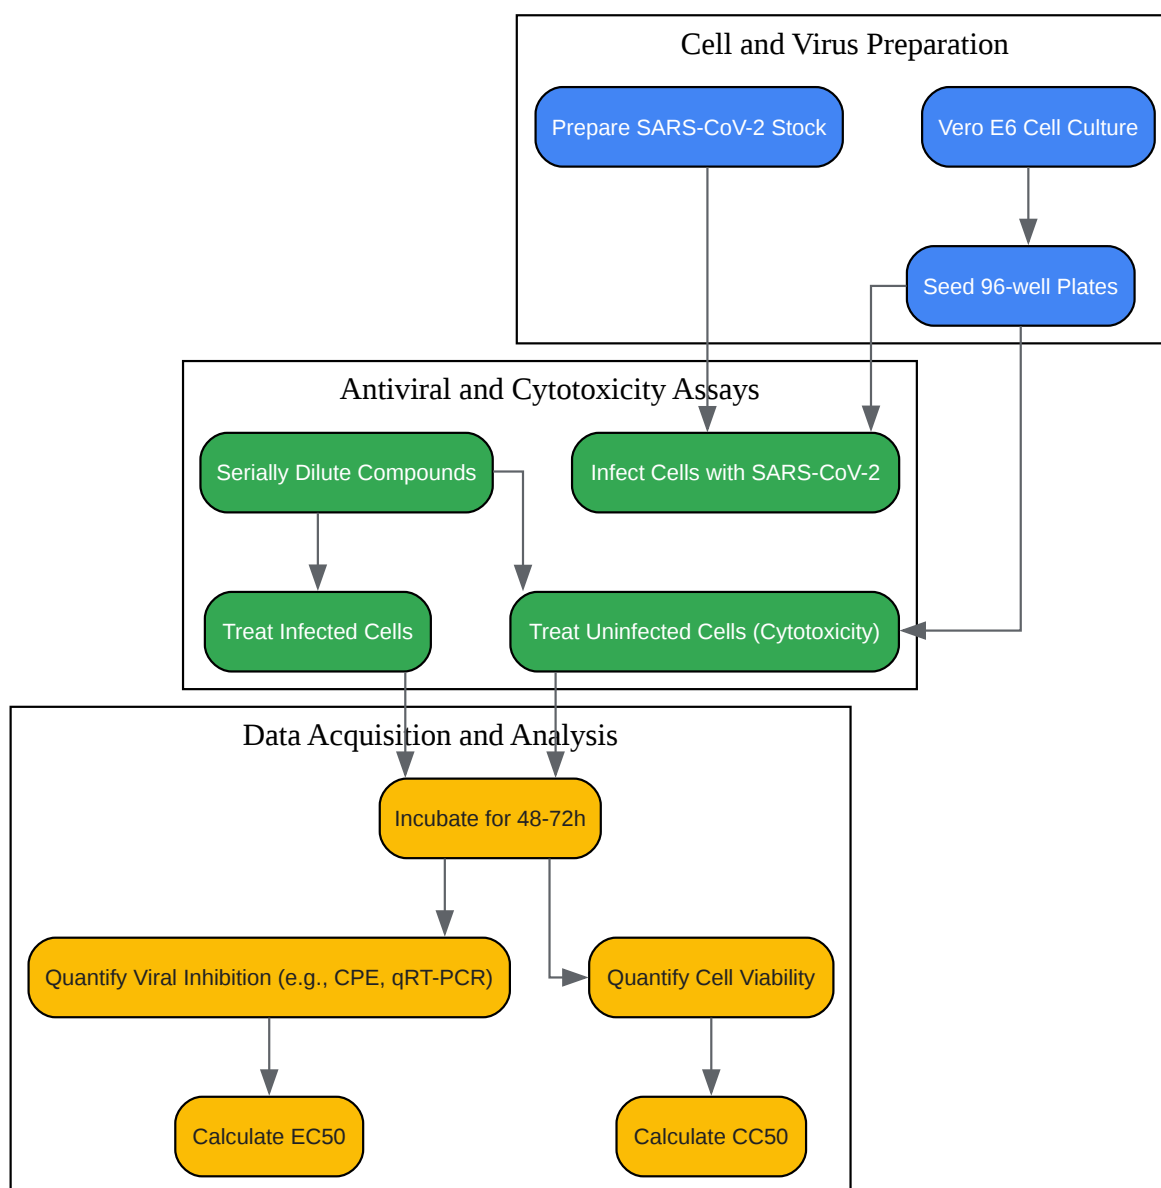 Cell and Virus Preparation
Prepare SARS-CoV-2 Stock
Vero E6 Cell Culture
Seed 96-well Plates
Antiviral and Cytotoxicity Assays
Serially Dilute Compounds
Infect Cells with SARS-CoV-2
Treat Infected Cells
Treat Uninfected Cells (Cytotoxicity)
Data Acquisition and Analysis
Incubate for 48-72h
Quantify Viral Inhibition (e.g., CPE, qRT-PCR)
Quantify Cell Viability
Calculate EC50
Calculate CC50